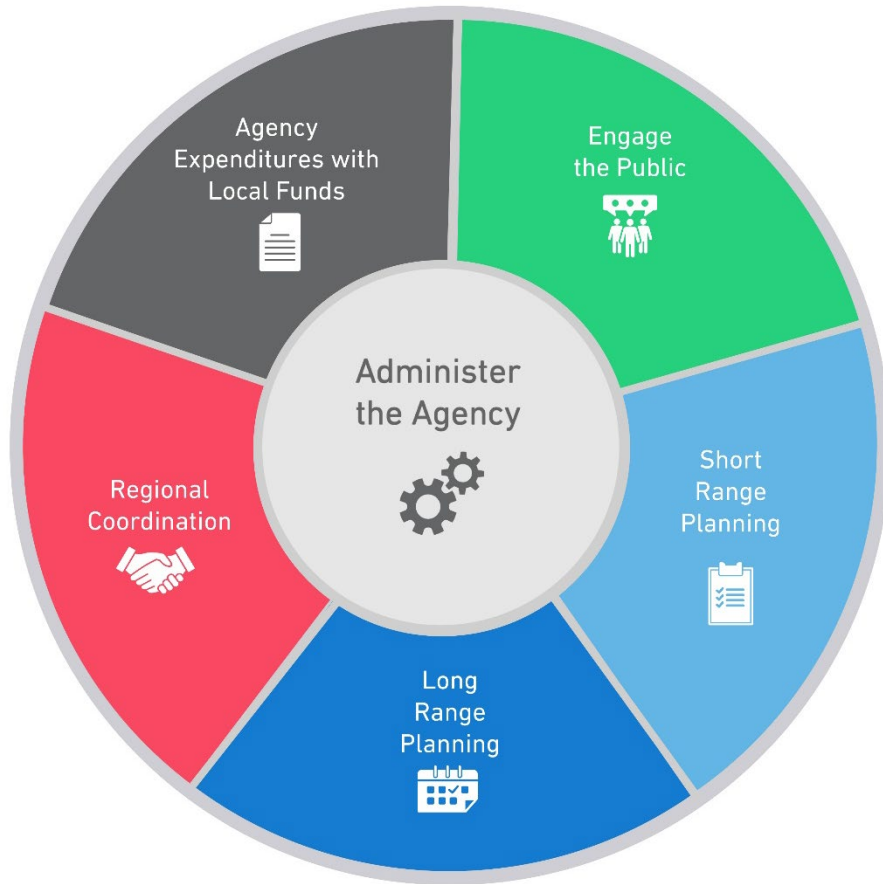 Agency
Expenditures with
Local Funds
Engage
the Public
Administer
the Agency
Short
Range
Planning
Regional
Coordination
Long
Range
Planning